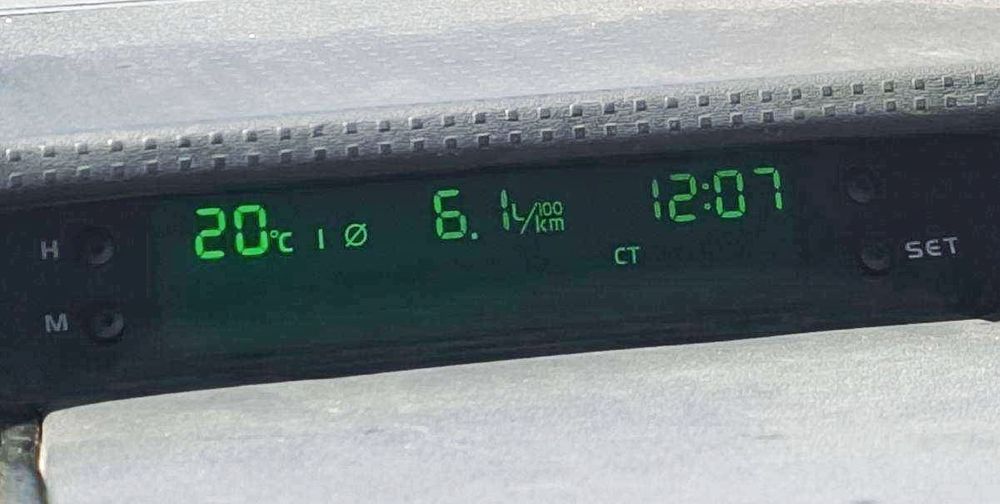 H 20°C I Ø 6.1 L/100 km 12:07
CT SET
M